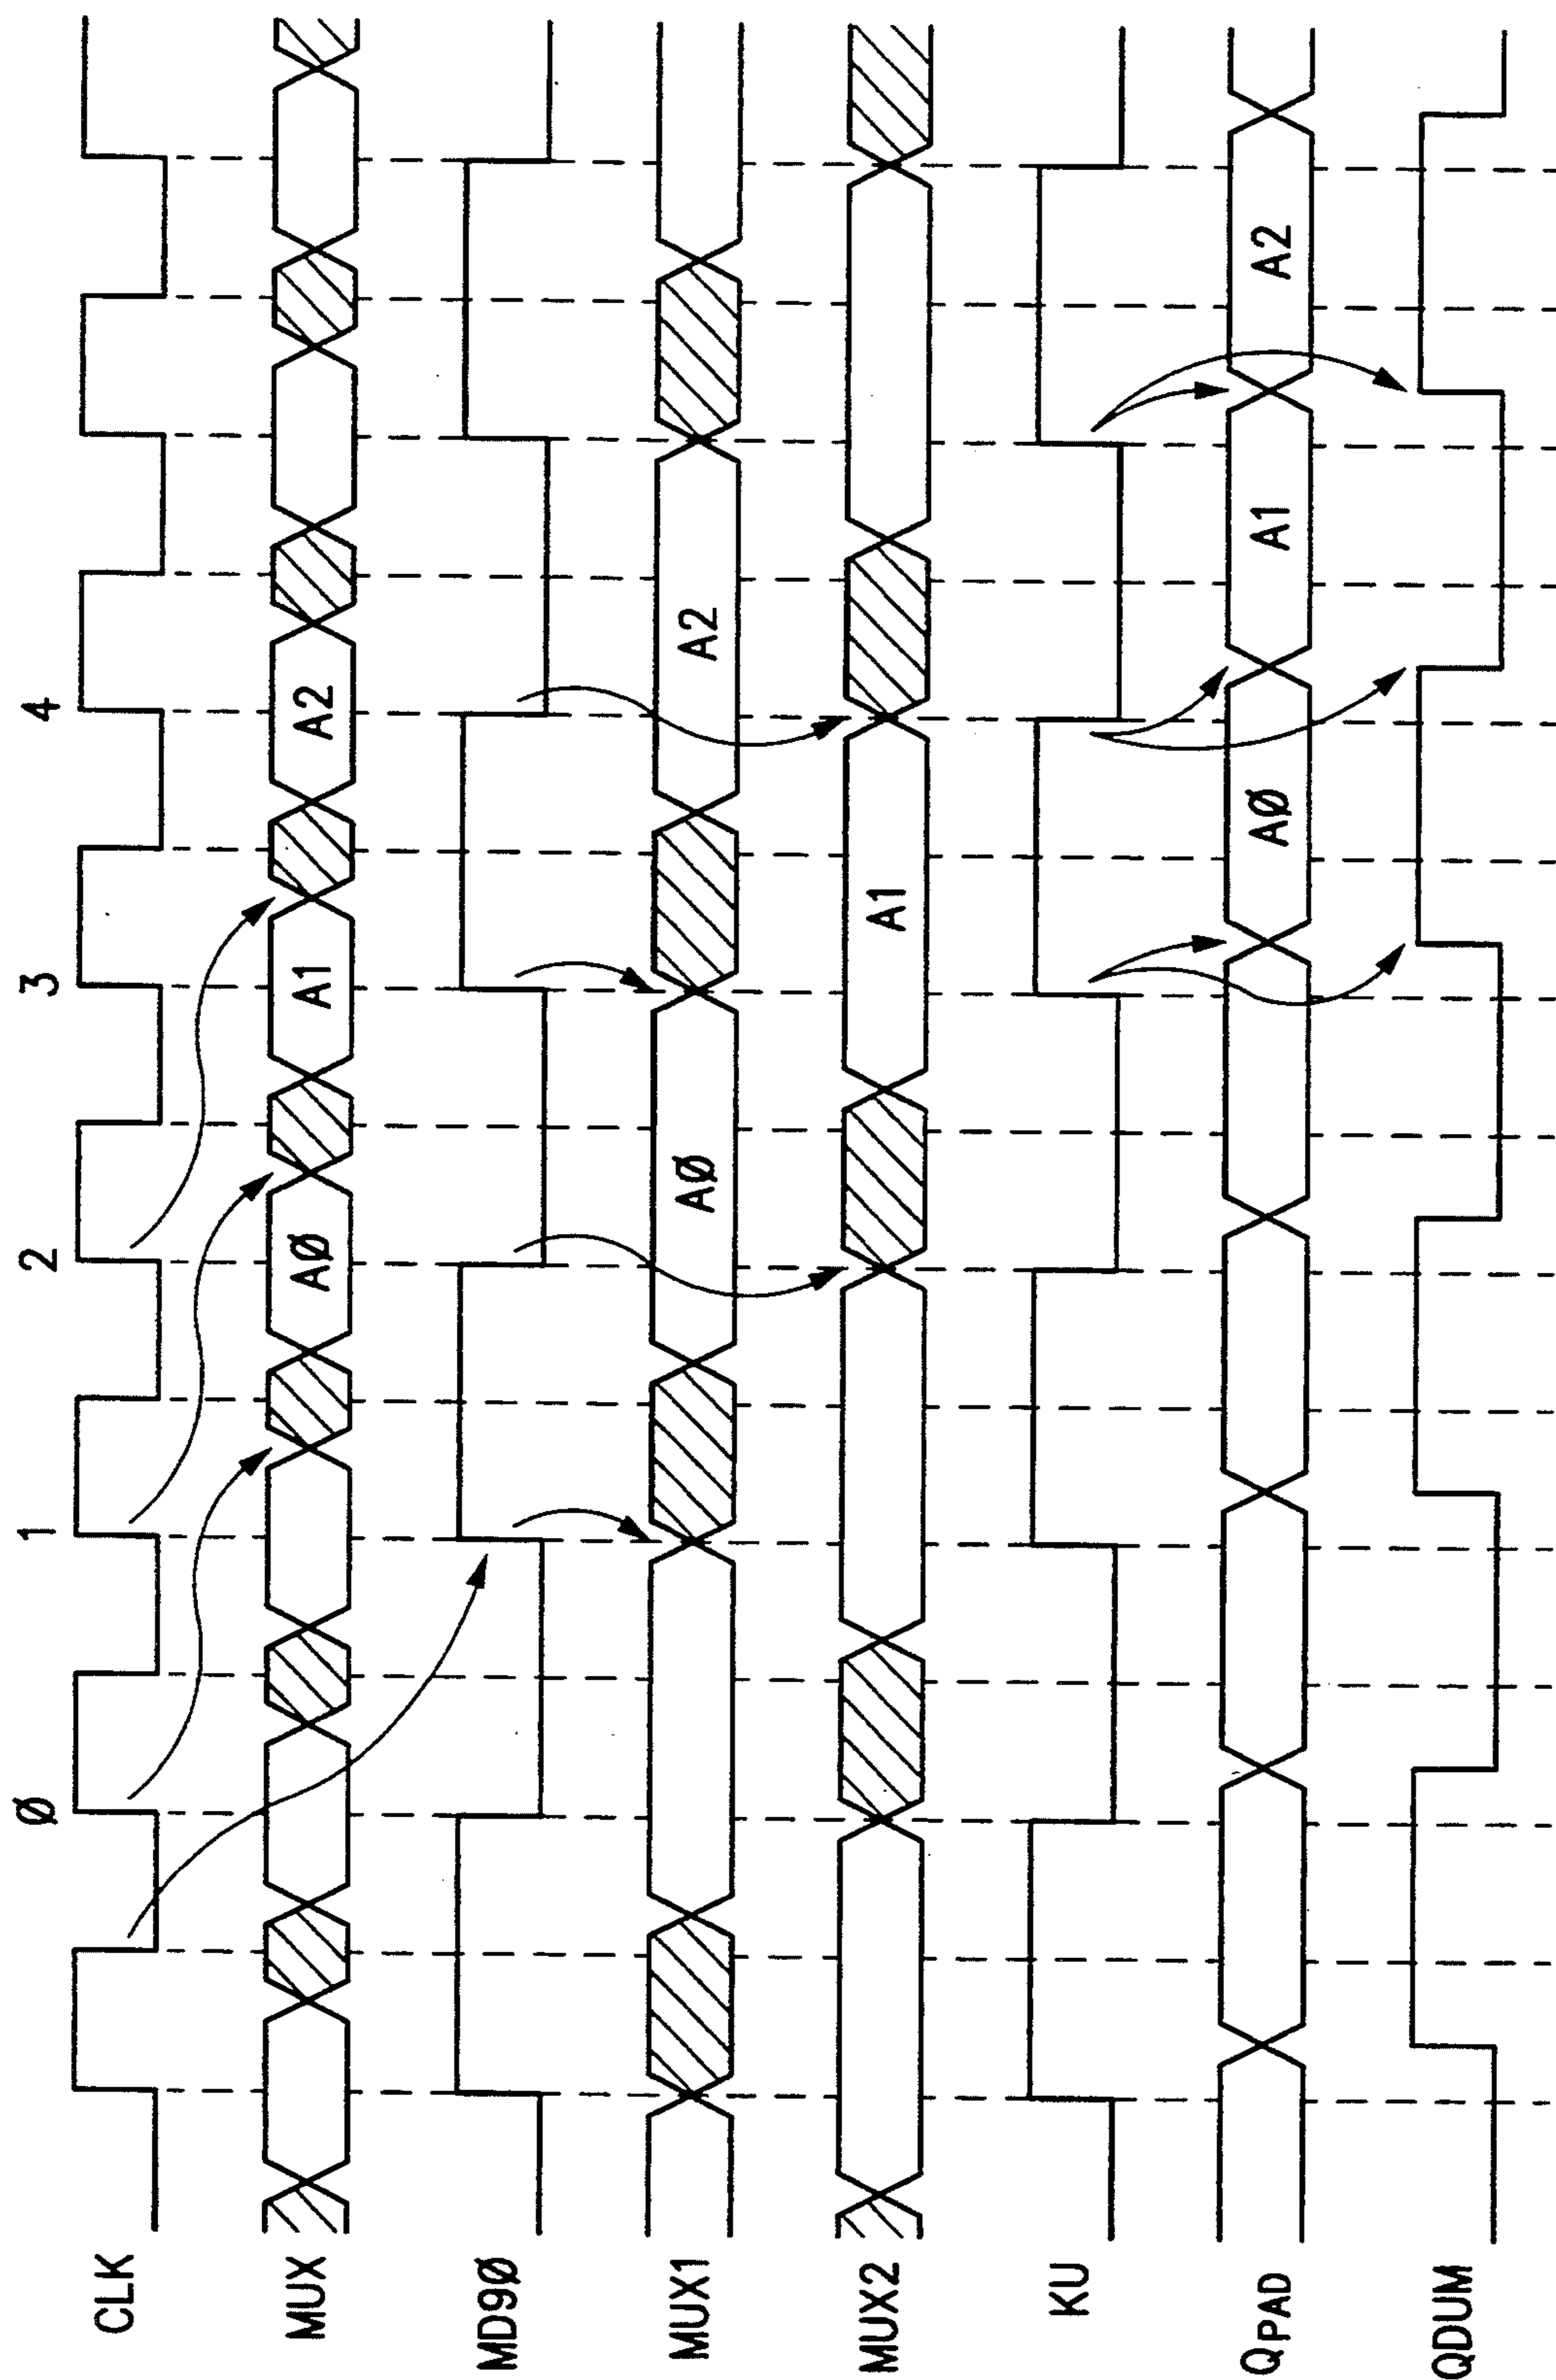 Ø 1 2 3 4
CLK
MUX AØ A1 A2
MD9Ø
MUX1 AØ A2
MUX2 A1
KU
QPAD AØ A1 A2
QDUM